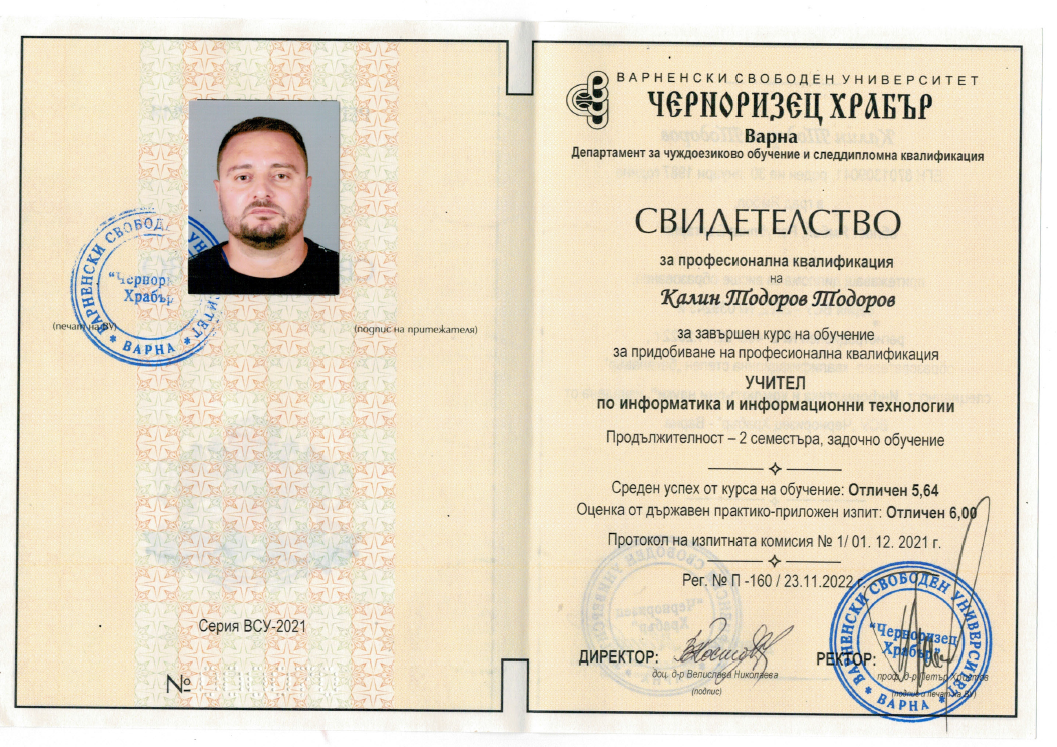 ВАРНЕНСКИ СВОБОДЕН УНИВЕРСИТЕТ
ЧЕРНОРИЗЕЦ ХРАБЪР
Варна
Департамент за чуждоезиково обучение и следдипломна квалификация
СВИДЕТЕЛСТВО
за професионална квалификация
на
Калин Тодоров Тодоров
за завършен курс на обучение
за придобиване на професионална квалификация
УЧИТЕЛ
по информатика и информационни технологии
Продължителност – 2 семестъра, задочно обучение
Среден успех от курса на обучение: Отличен 5,64
Оценка от държавен практико-приложен изпит: Отличен 6,00
Протокол на изпитната комисия № 1/ 01. 12. 2021 г.
Рег. № П -160 / 23.11.2022 г.
ДИРЕКТОР:
доц. д-р Велислава Николаева
(подпис)
РЕКТОР:
проф. д-р Петър Христов
(подпис и печат на ВУ)
ВАРНЕНСКИ СВОБОДЕН УНИВЕРСИТЕТ
"Черноризец
Храбър"
ВАРНА
(печат на ВУ)
(подпис на притежателя)
ВАРНЕНСКИ СВОБОД
Храбър
ВАРНА
Серия ВСУ-2021
№